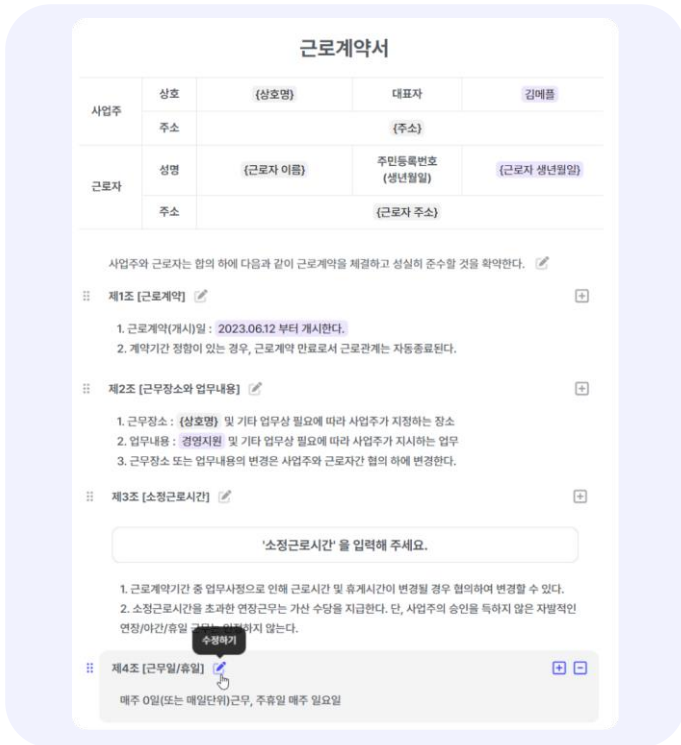 근로계약서
사업주 상호 {상호명} 대표자 김메플
주소 {주소}
근로자 성명 {근로자 이름} 주민등록번호 (생년월일) {근로자 생년월일}
주소 {근로자 주소}
사업주와 근로자는 합의 하에 다음과 같이 근로계약을 체결하고 성실히 준수할 것을 확약한다.
제1조 [근로계약]
1. 근로계약(개시)일 : 2023.06.12 부터 개시한다.
2. 계약기간 정함이 있는 경우, 근로계약 만료로서 근로관계는 자동종료된다.
제2조 [근무장소와 업무내용]
1. 근무장소 : {상호명} 및 기타 업무상 필요에 따라 사업주가 지정하는 장소
2. 업무내용 : 경영지원 및 기타 업무상 필요에 따라 사업주가 지시하는 업무
3. 근무장소 또는 업무내용의 변경은 사업주와 근로자간 협의 하에 변경한다.
제3조 [소정근로시간]
'소정근로시간' 을 입력해 주세요.
1. 근로계약기간 중 업무사정으로 인해 근로시간 및 휴게시간이 변경될 경우 협의하여 변경할 수 있다.
2. 소정근로시간을 초과한 연장근무는 가산 수당을 지급한다. 단, 사업주의 승인을 득하지 않은 자발적인
연장/야간/휴일 근무는 인정하지 않는다.
수정하기
제4조 [근무일/휴일]
매주 0일(또는 매일단위)근무, 주휴일 매주 일요일